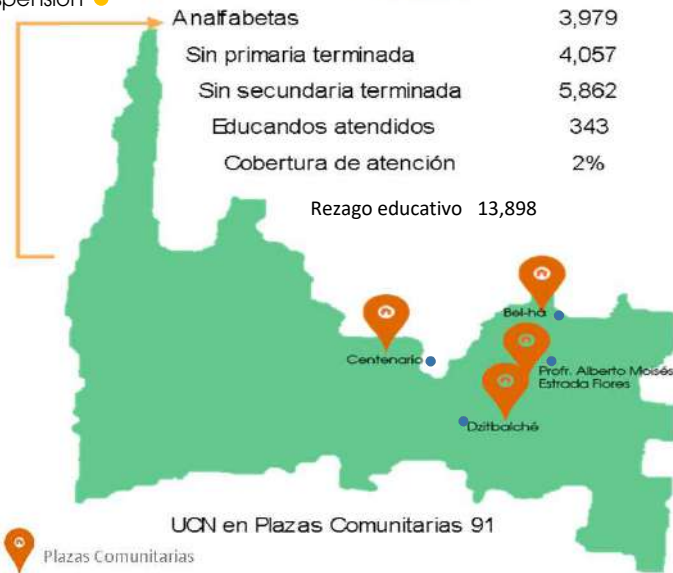 spensión
Analfabetas 3,979
Sin primaria terminada 4,057
Sin secundaria terminada 5,862
Educandos atendidos 343
Cobertura de atención 2%
Rezago educativo 13,898
Bel-ha
Centenario
Profr. Alberto Moisés
Estrada Flores
Dzitbalché
UCN en Plazas Comunitarias 91
Plazas Comunitarias